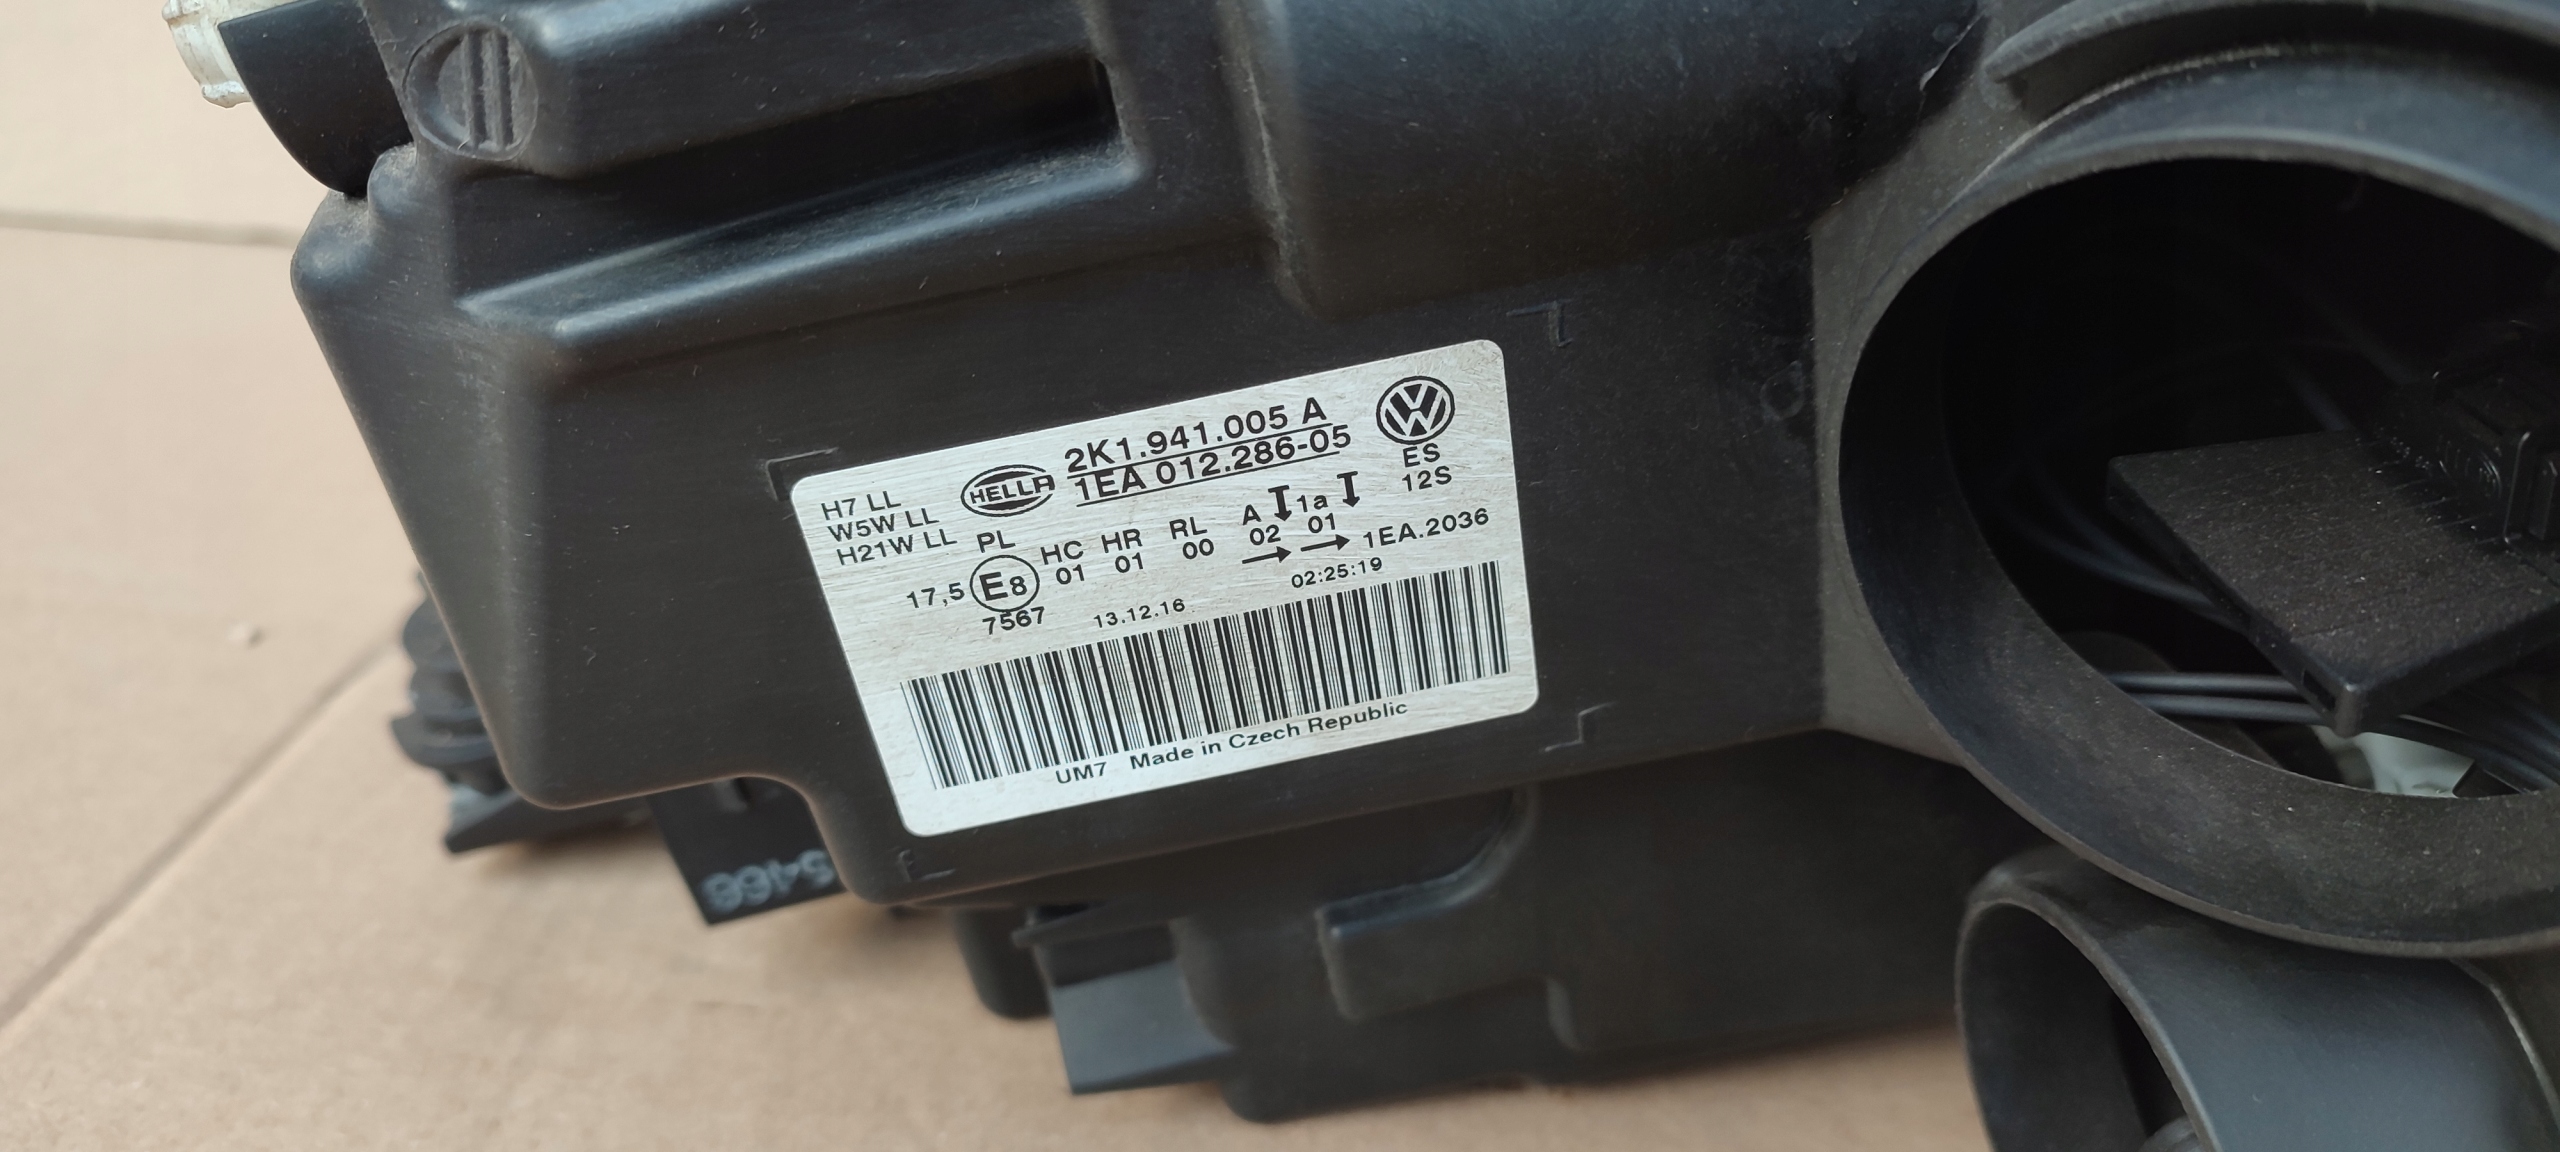 2K1.941.005 A
1EA 012.286-05
HELLA
ES
12S
H7 LL
W5W LL
H21W LL
PL HC HR RL A 1a
17,5 E8 01 01 00 02 01
→ → 1EA.2036
7567 13.12.16 02:25:19
UM7 Made in Czech Republic